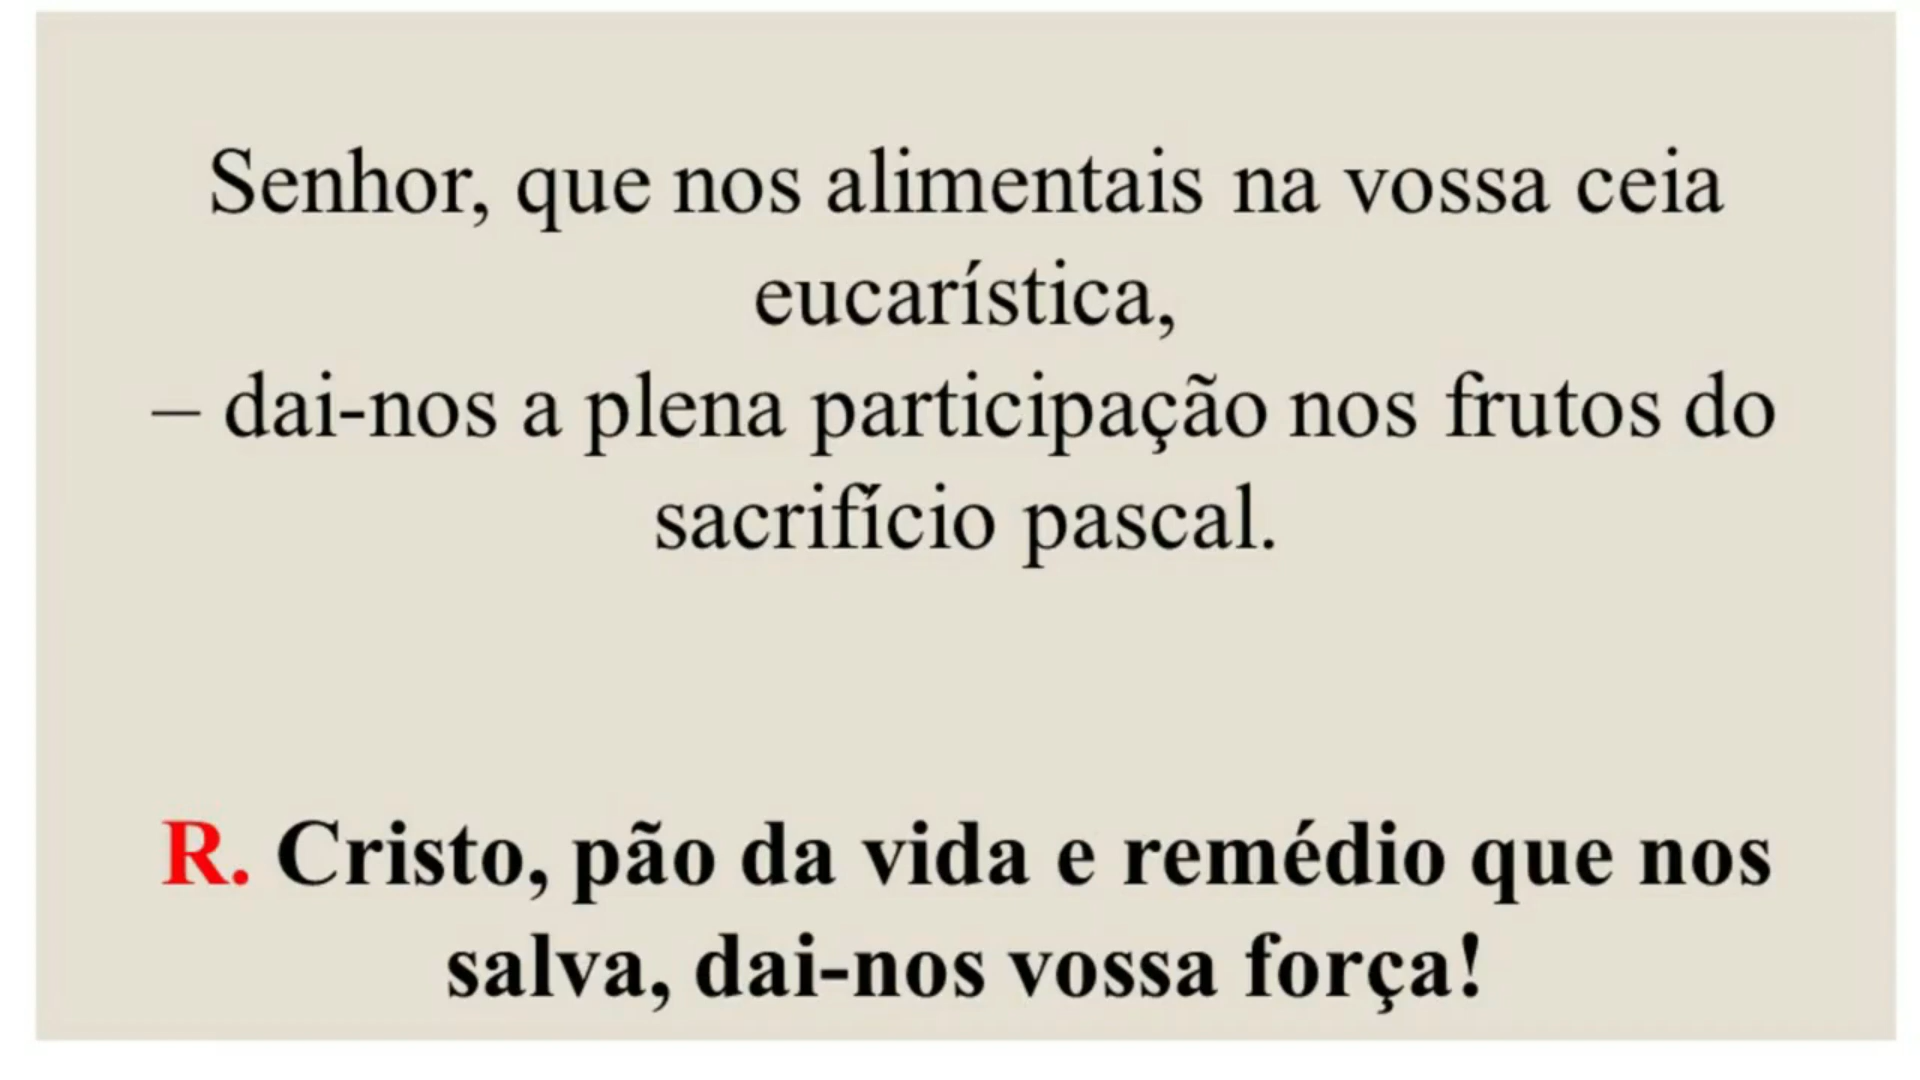 Senhor, que nos alimentais na vossa ceia
eucarística,
– dai-nos a plena participação nos frutos do
sacrifício pascal.
R. Cristo, pão da vida e remédio que nos
salva, dai-nos vossa força!